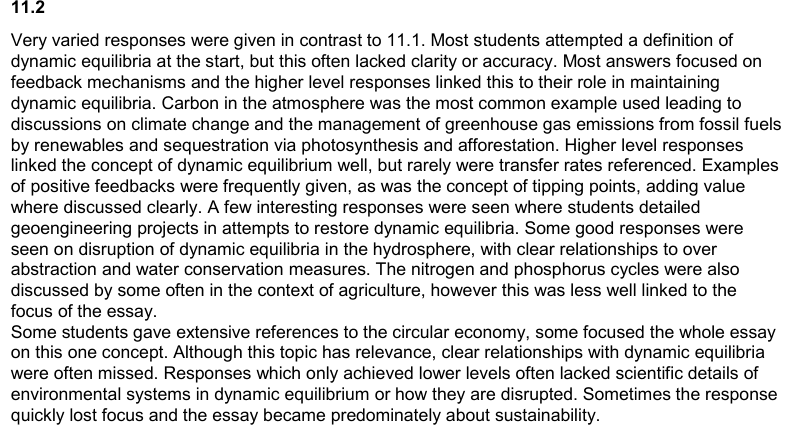 11.2
Very varied responses were given in contrast to 11.1. Most students attempted a definition of
dynamic equilibria at the start, but this often lacked clarity or accuracy. Most answers focused on
feedback mechanisms and the higher level responses linked this to their role in maintaining
dynamic equilibria. Carbon in the atmosphere was the most common example used leading to
discussions on climate change and the management of greenhouse gas emissions from fossil fuels
by renewables and sequestration via photosynthesis and afforestation. Higher level responses
linked the concept of dynamic equilibrium well, but rarely were transfer rates referenced. Examples
of positive feedbacks were frequently given, as was the concept of tipping points, adding value
where discussed clearly. A few interesting responses were seen where students detailed
geoengineering projects in attempts to restore dynamic equilibria. Some good responses were
seen on disruption of dynamic equilibria in the hydrosphere, with clear relationships to over
abstraction and water conservation measures. The nitrogen and phosphorus cycles were also
discussed by some often in the context of agriculture, however this was less well linked to the
focus of the essay.
Some students gave extensive references to the circular economy, some focused the whole essay
on this one concept. Although this topic has relevance, clear relationships with dynamic equilibria
were often missed. Responses which only achieved lower levels often lacked scientific details of
environmental systems in dynamic equilibrium or how they are disrupted. Sometimes the response
quickly lost focus and the essay became predominately about sustainability.